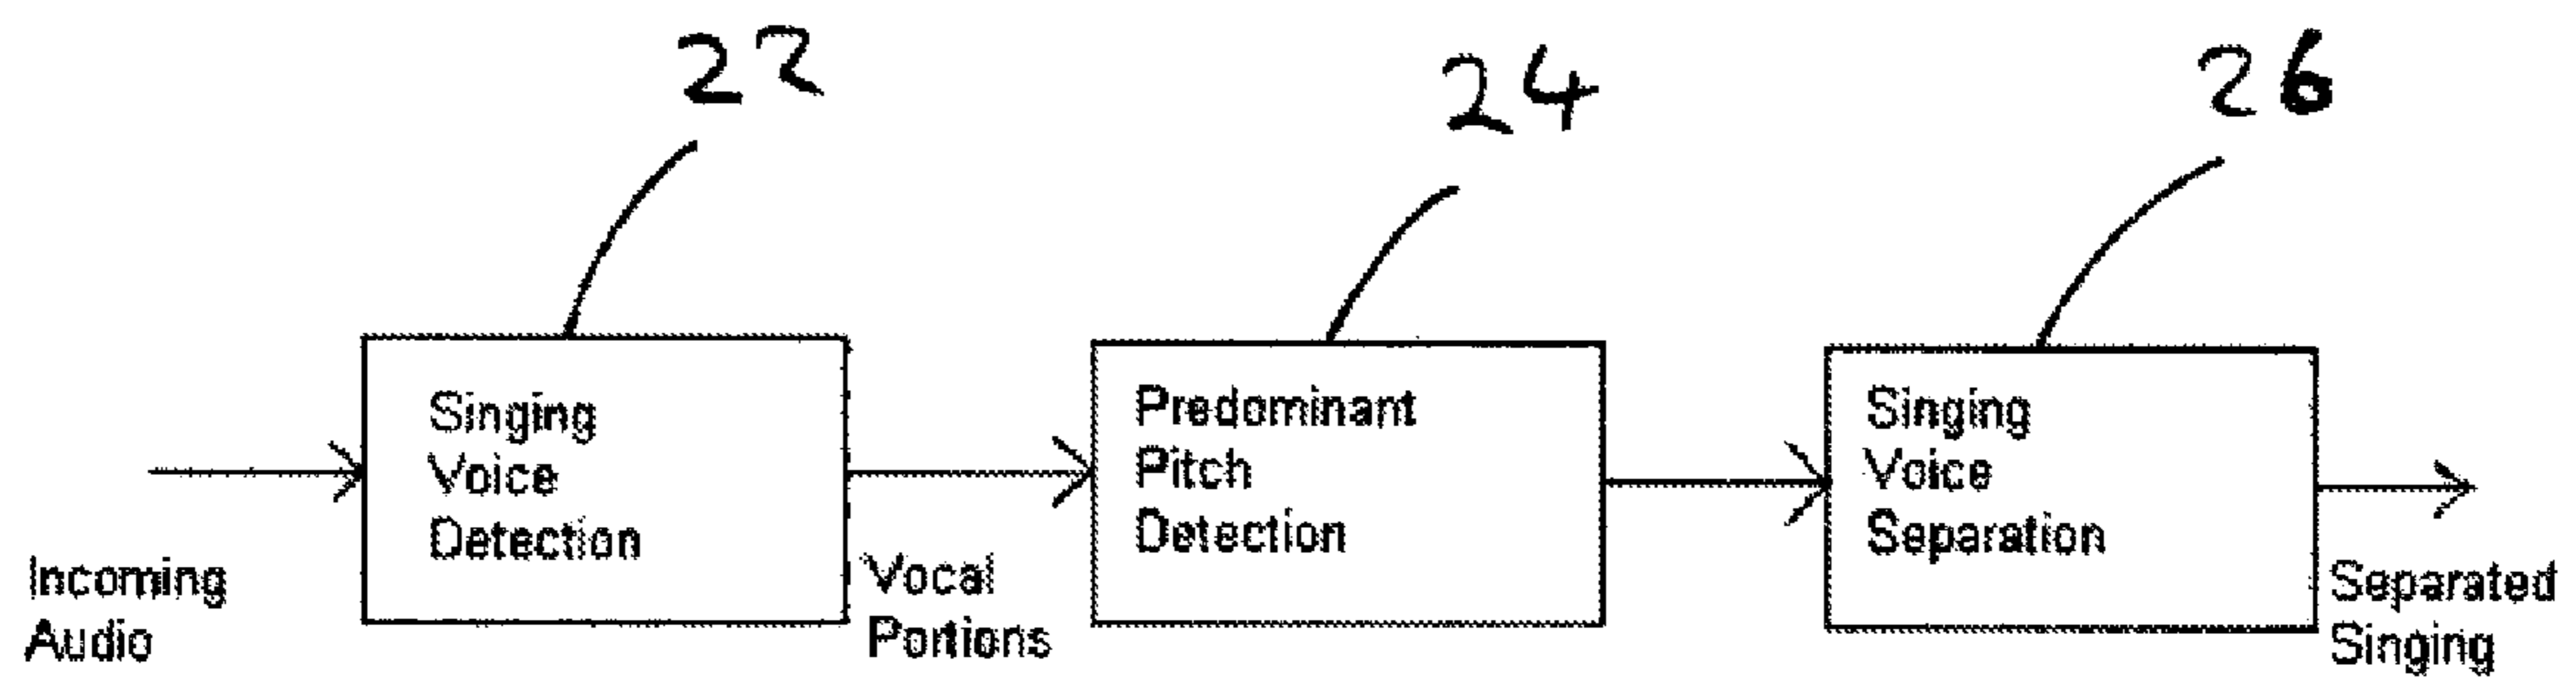 22
24
26
Singing
Voice
Detection
Predominant
Pitch
Detection
Singing
Voice
Separation
Incoming
Audio
Vocal
Portions
Separated
Singing